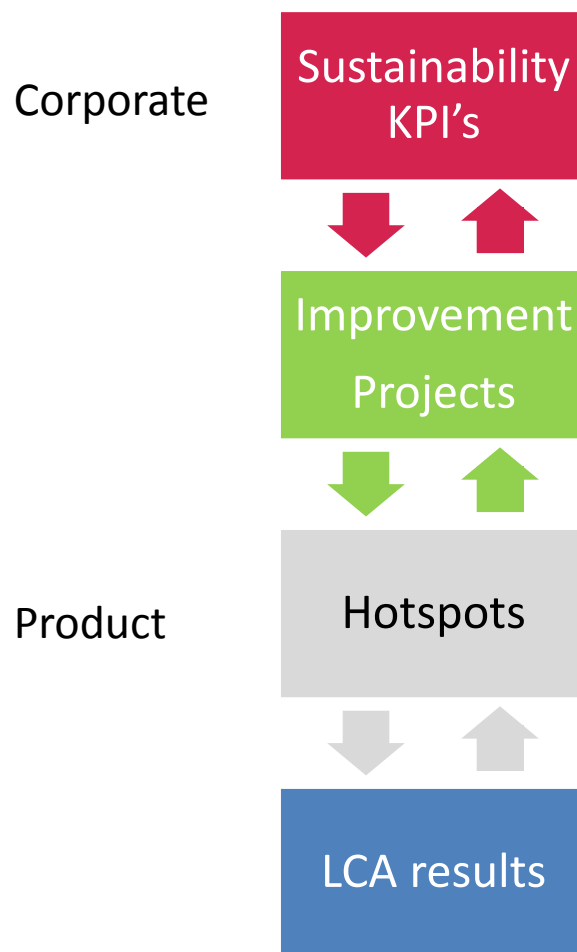 Corporate
Sustainability
KPI’s
Improvement
Projects
Product
Hotspots
LCA results